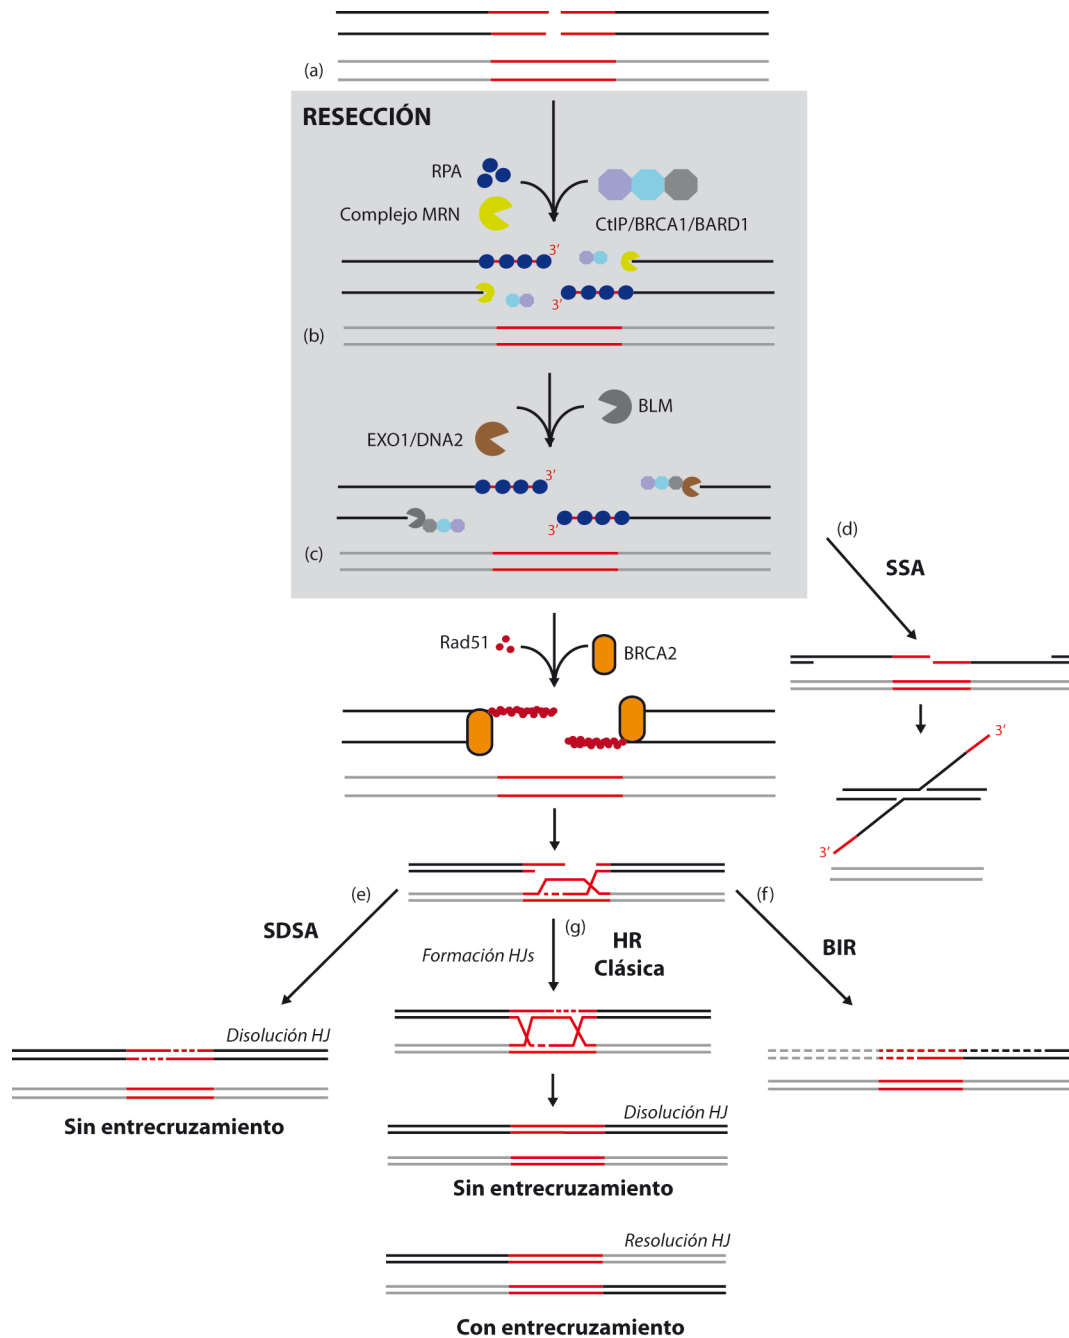 (a)
RESECCIÓN
RPA
Complejo MRN
CtIP/BRCA1/BARD1
3'
3'
(b)
BLM
EXO1/DNA2
3'
3'
(c)
(d)
SSA
Rad51
BRCA2
3'
3'
(e)
(f)
SDSA
(g)
HR
Clásica
Formación HJs
BIR
Disolución HJ
Sin entrecruzamiento
Disolución HJ
Sin entrecruzamiento
Resolución HJ
Con entrecruzamiento